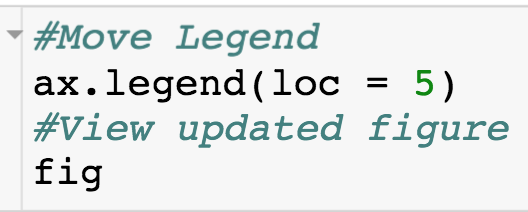 #Move Legend
ax.legend(loc = 5)
#View updated figure
fig